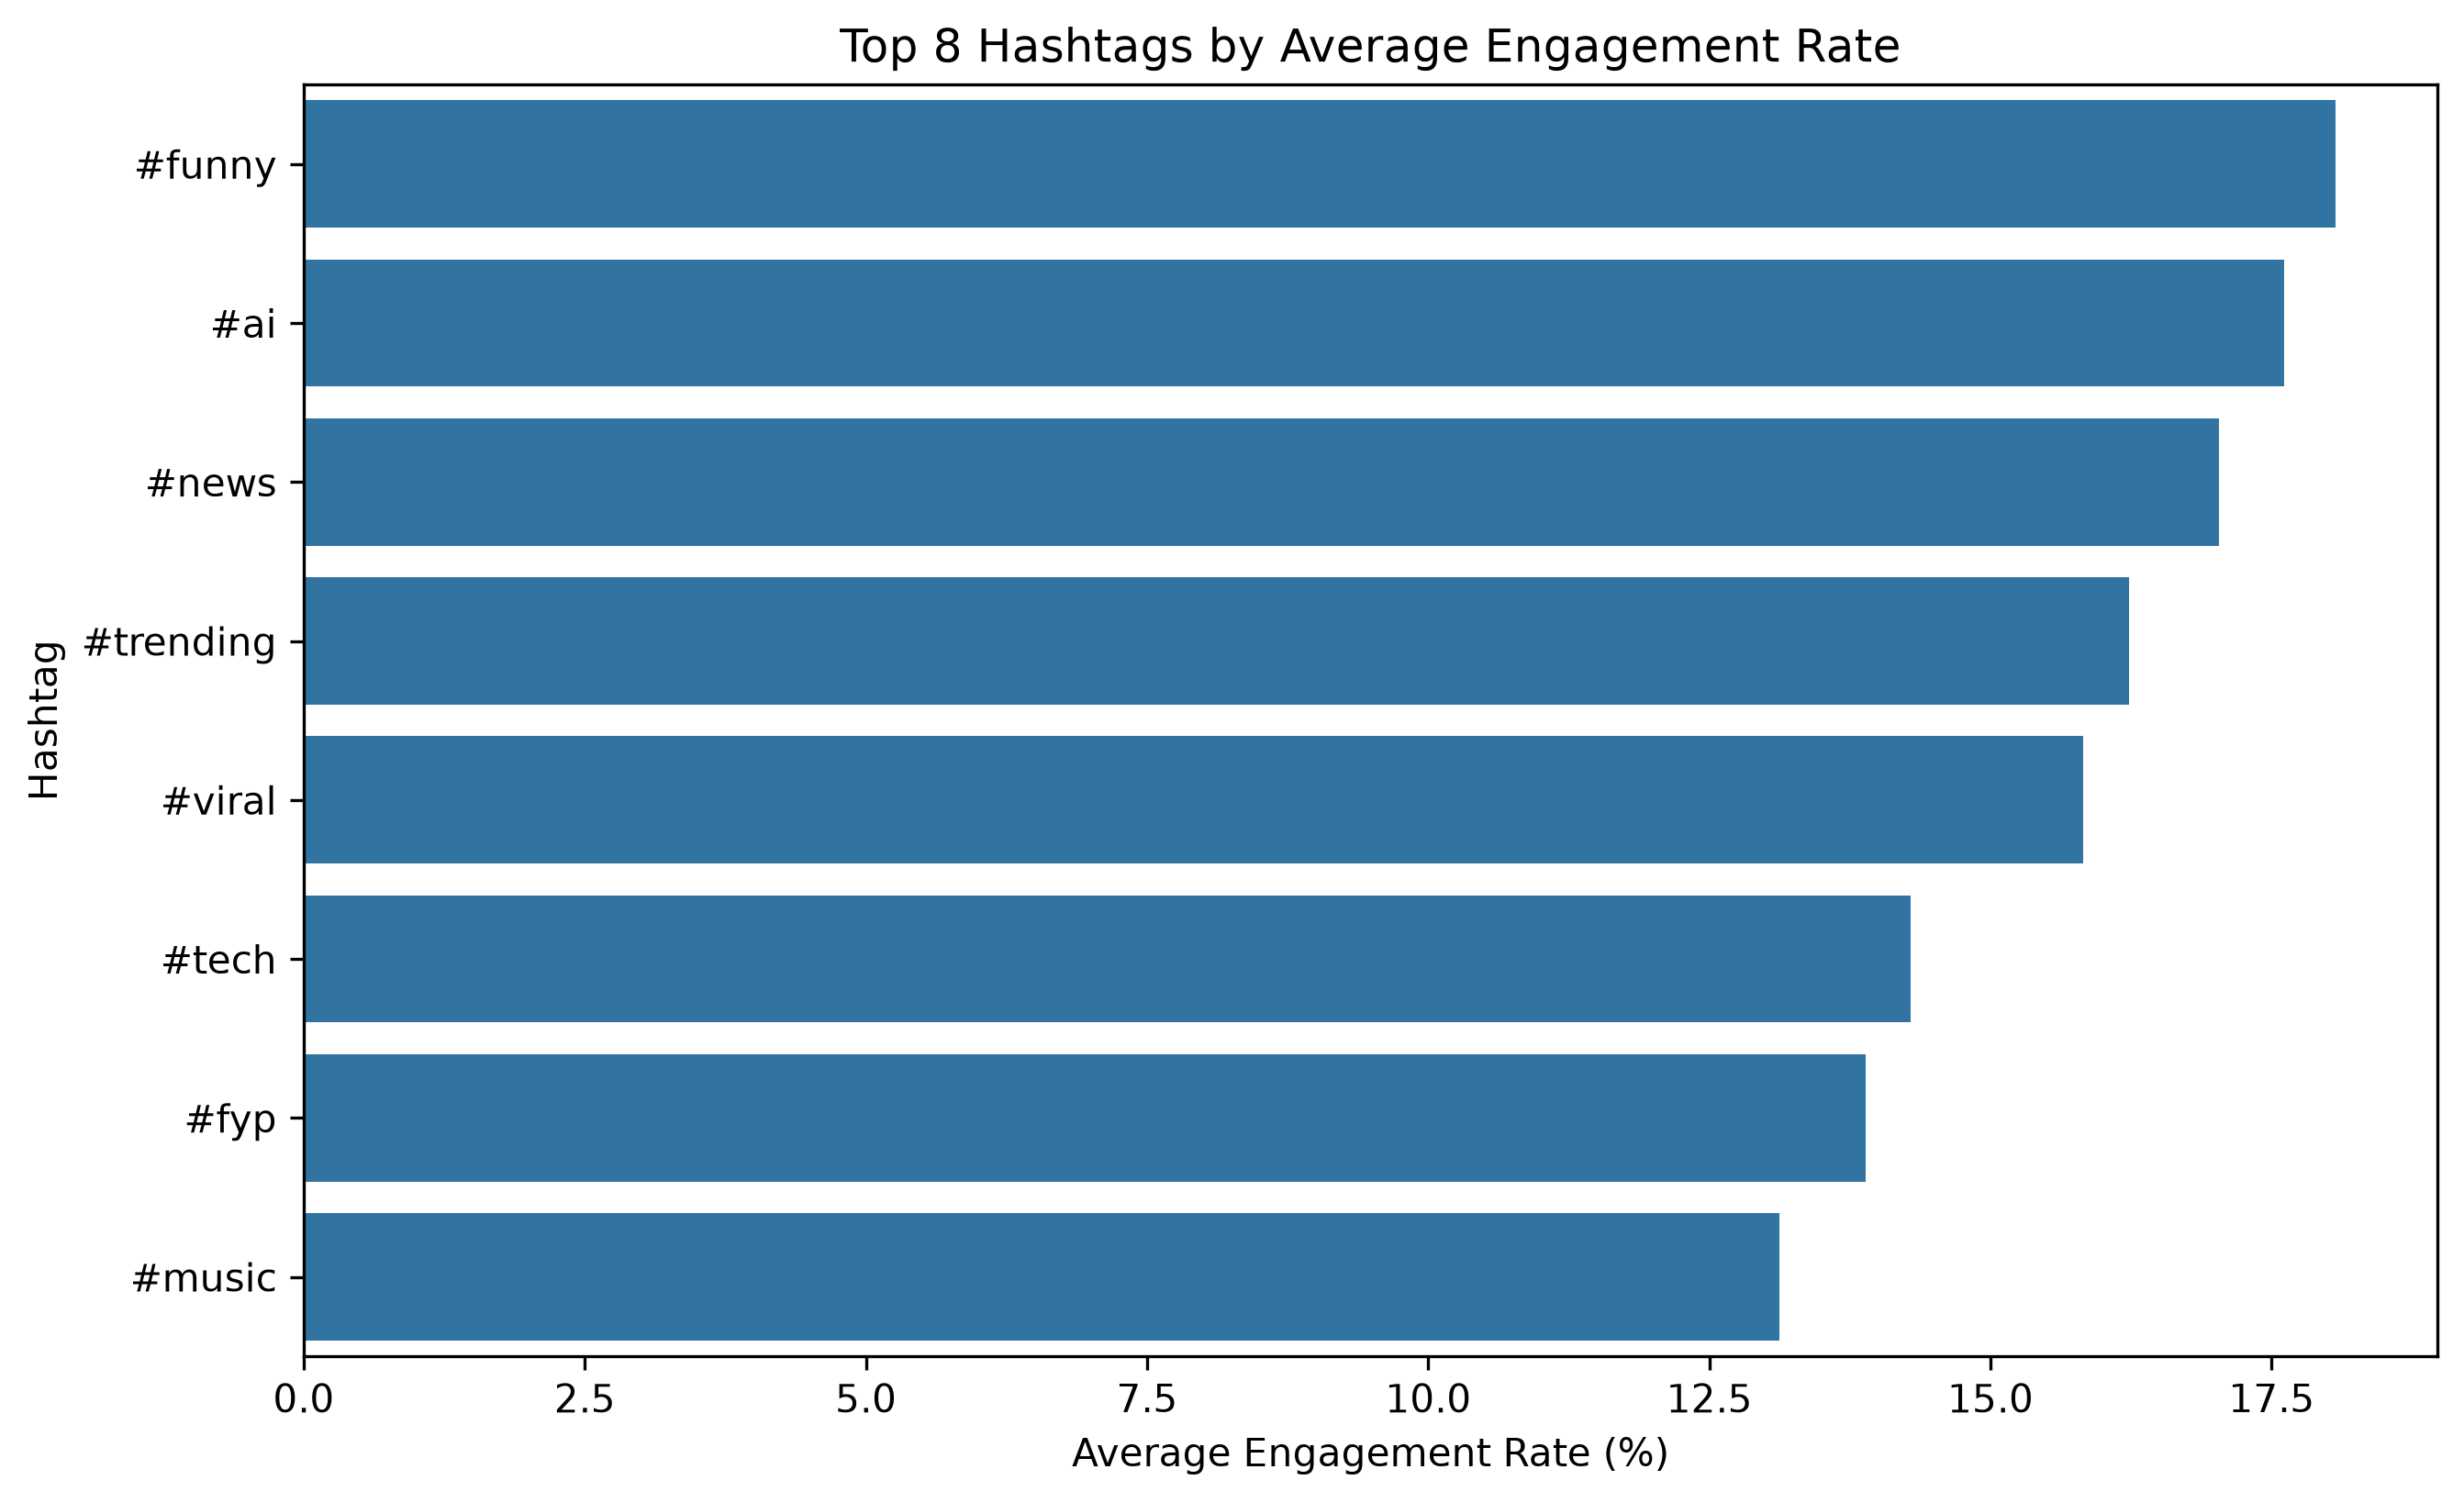 Top 8 Hashtags by Average Engagement Rate
Hashtag
#funny
#ai
#news
#trending
#viral
#tech
#fyp
#music
0.0 2.5 5.0 7.5 10.0 12.5 15.0 17.5
Average Engagement Rate (%)